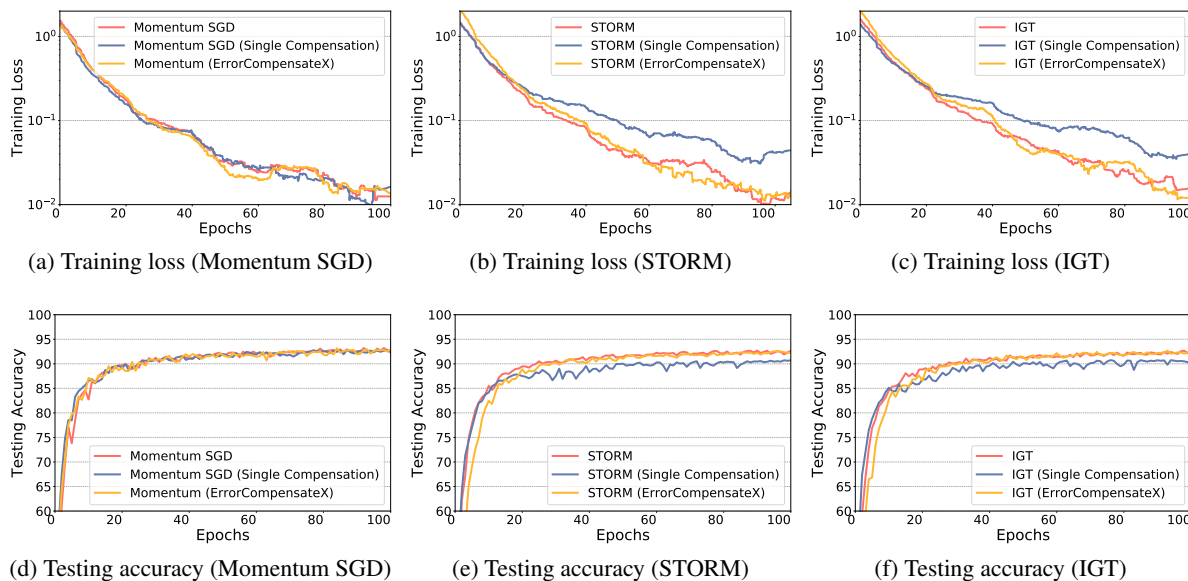 Training Loss
10⁰
10⁻¹
10⁻²
Momentum SGD
Momentum SGD (Single Compensation)
Momentum (ErrorCompensateX)
0 20 40 60 80 100
Epochs
(a) Training loss (Momentum SGD)
Training Loss
10⁰
10⁻¹
10⁻²
STORM
STORM (Single Compensation)
STORM (ErrorCompensateX)
0 20 40 60 80 100
Epochs
(b) Training loss (STORM)
Training Loss
10⁰
10⁻¹
10⁻²
IGT
IGT (Single Compensation)
IGT (ErrorCompensateX)
0 20 40 60 80 100
Epochs
(c) Training loss (IGT)
Testing Accuracy
100
95
90
85
80
75
70
65
60
Momentum SGD
Momentum SGD (Single Compensation)
Momentum (ErrorCompensateX)
0 20 40 60 80 100
Epochs
(d) Testing accuracy (Momentum SGD)
Testing Accuracy
100
95
90
85
80
75
70
65
60
STORM
STORM (Single Compensation)
STORM (ErrorCompensateX)
0 20 40 60 80 100
Epochs
(e) Testing accuracy (STORM)
Testing Accuracy
100
95
90
85
80
75
70
65
60
IGT
IGT (Single Compensation)
IGT (ErrorCompensateX)
0 20 40 60 80 100
Epochs
(f) Testing accuracy (IGT)